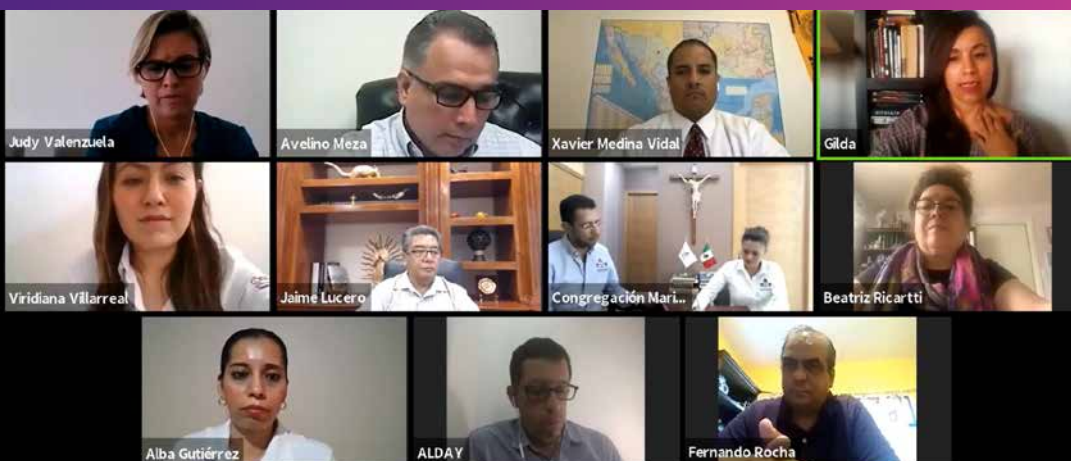 Judy Valenzuela
Avelino Meza
Xavier Medina Vidal
Gilda
Viridiana Villarreal
Jaime Lucero
Congregación Mari...
Beatriz Ricartti
Alba Gutiérrez
ALDAY
Fernando Rocha